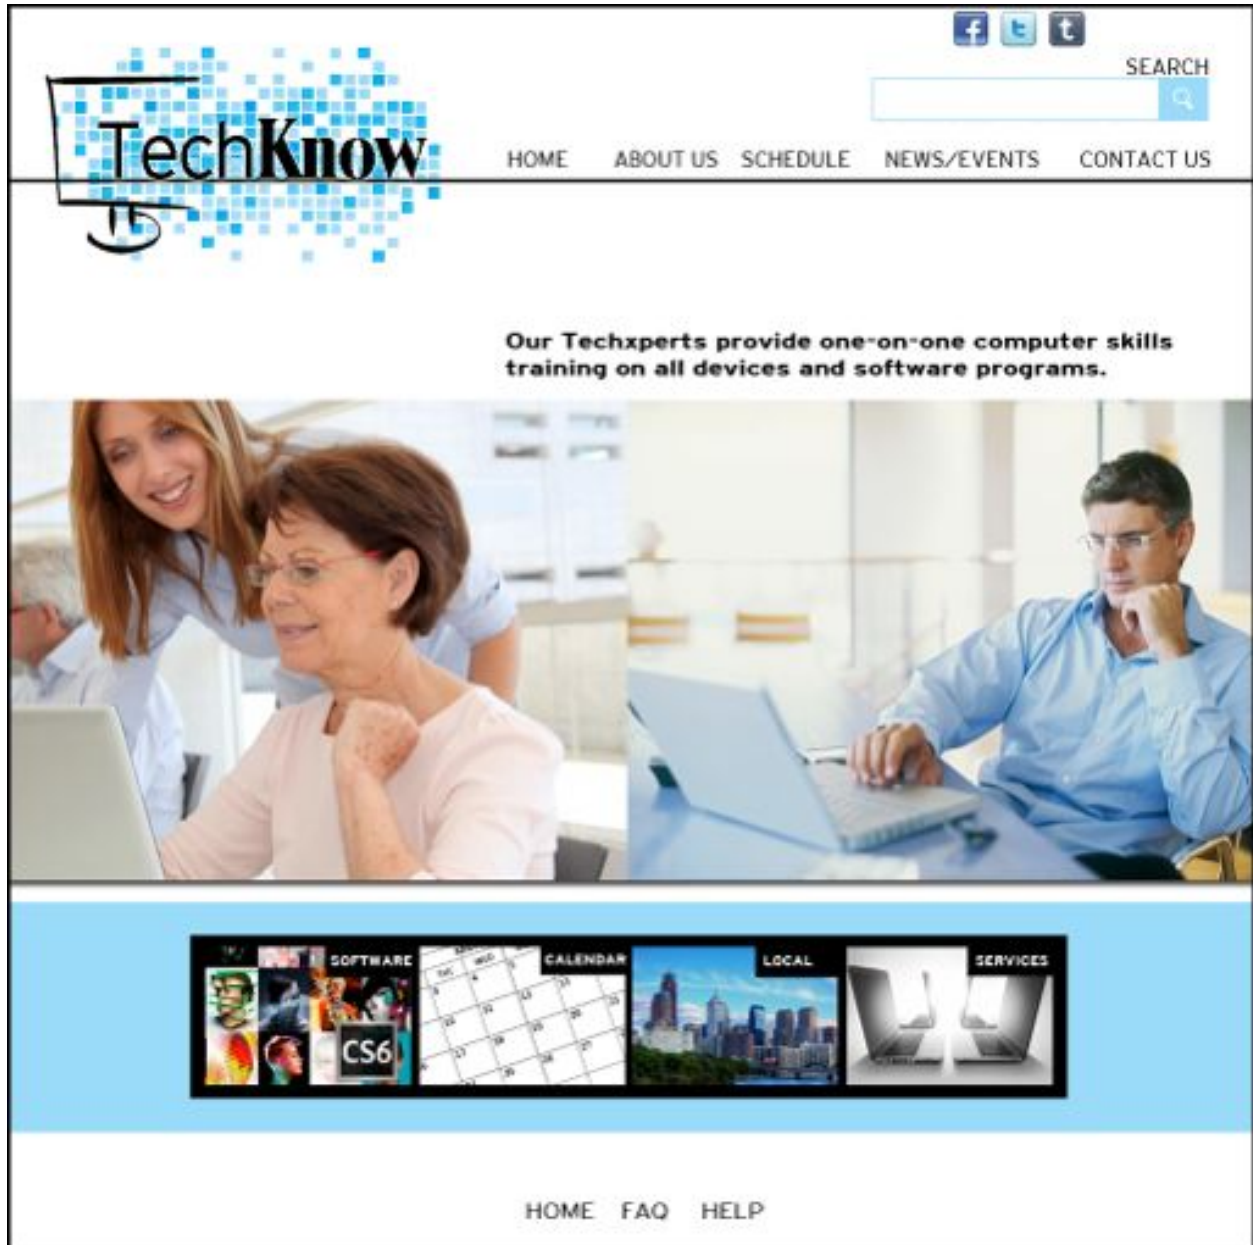 SEARCH
TechKnow
HOME ABOUT US SCHEDULE NEWS/EVENTS CONTACT US
Our Techxperts provide one-on-one computer skills
training on all devices and software programs.
SOFTWARE CALENDAR LOCAL SERVICES
CS6
HOME FAQ HELP